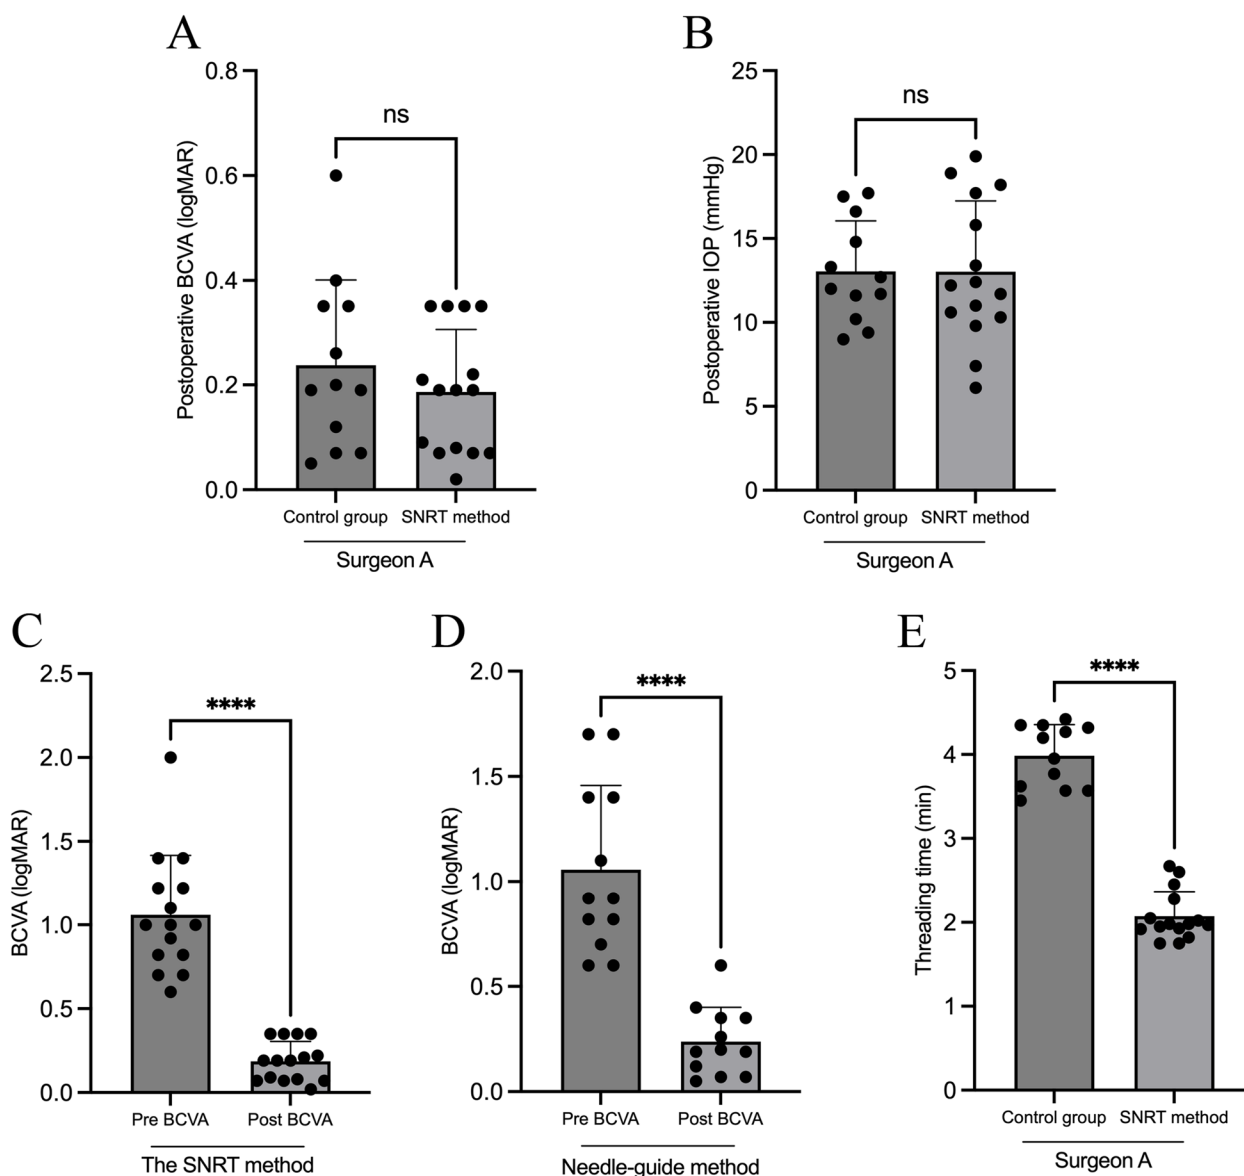 A
Postoperative BCVA (logMAR)
0.8
0.6
0.4
0.2
0.0
ns
Control group
SNRT method
Surgeon A
B
Postoperative IOP (mmHg)
25
20
15
10
5
0
ns
Control group
SNRT method
Surgeon A
C
BCVA (logMAR)
2.5
2.0
1.5
1.0
0.5
0.0
****
Pre BCVA
Post BCVA
The SNRT method
D
BCVA (logMAR)
2.0
1.5
1.0
0.5
0.0
****
Pre BCVA
Post BCVA
Needle-guide method
E
Threading time (min)
5
4
3
2
1
0
****
Control group
SNRT method
Surgeon A